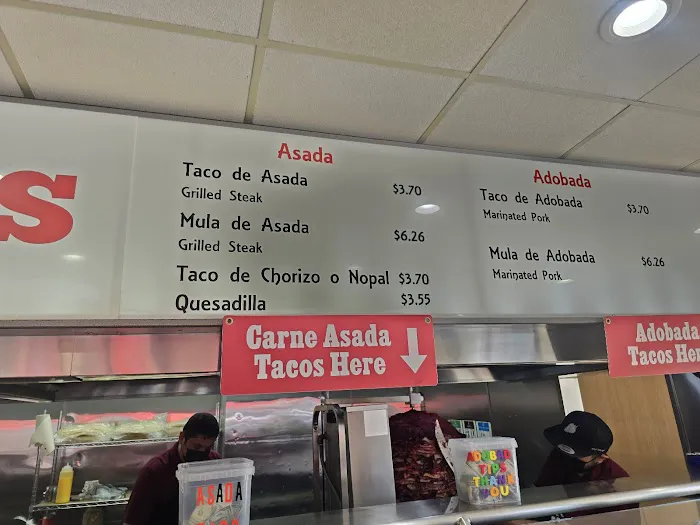 Asada
Taco de Asada $3.70
Grilled Steak
Mula de Asada $6.26
Grilled Steak
Taco de Chorizo o Nopal $3.70
Quesadilla $3.55
Adobada
Taco de Adobada $3.70
Marinated Pork
Mula de Adobada $6.26
Marinated Pork
Carne Asada
Tacos Here
Adobada
Tacos
ASADA
ADOBADA
TIPS
THANK
YOU